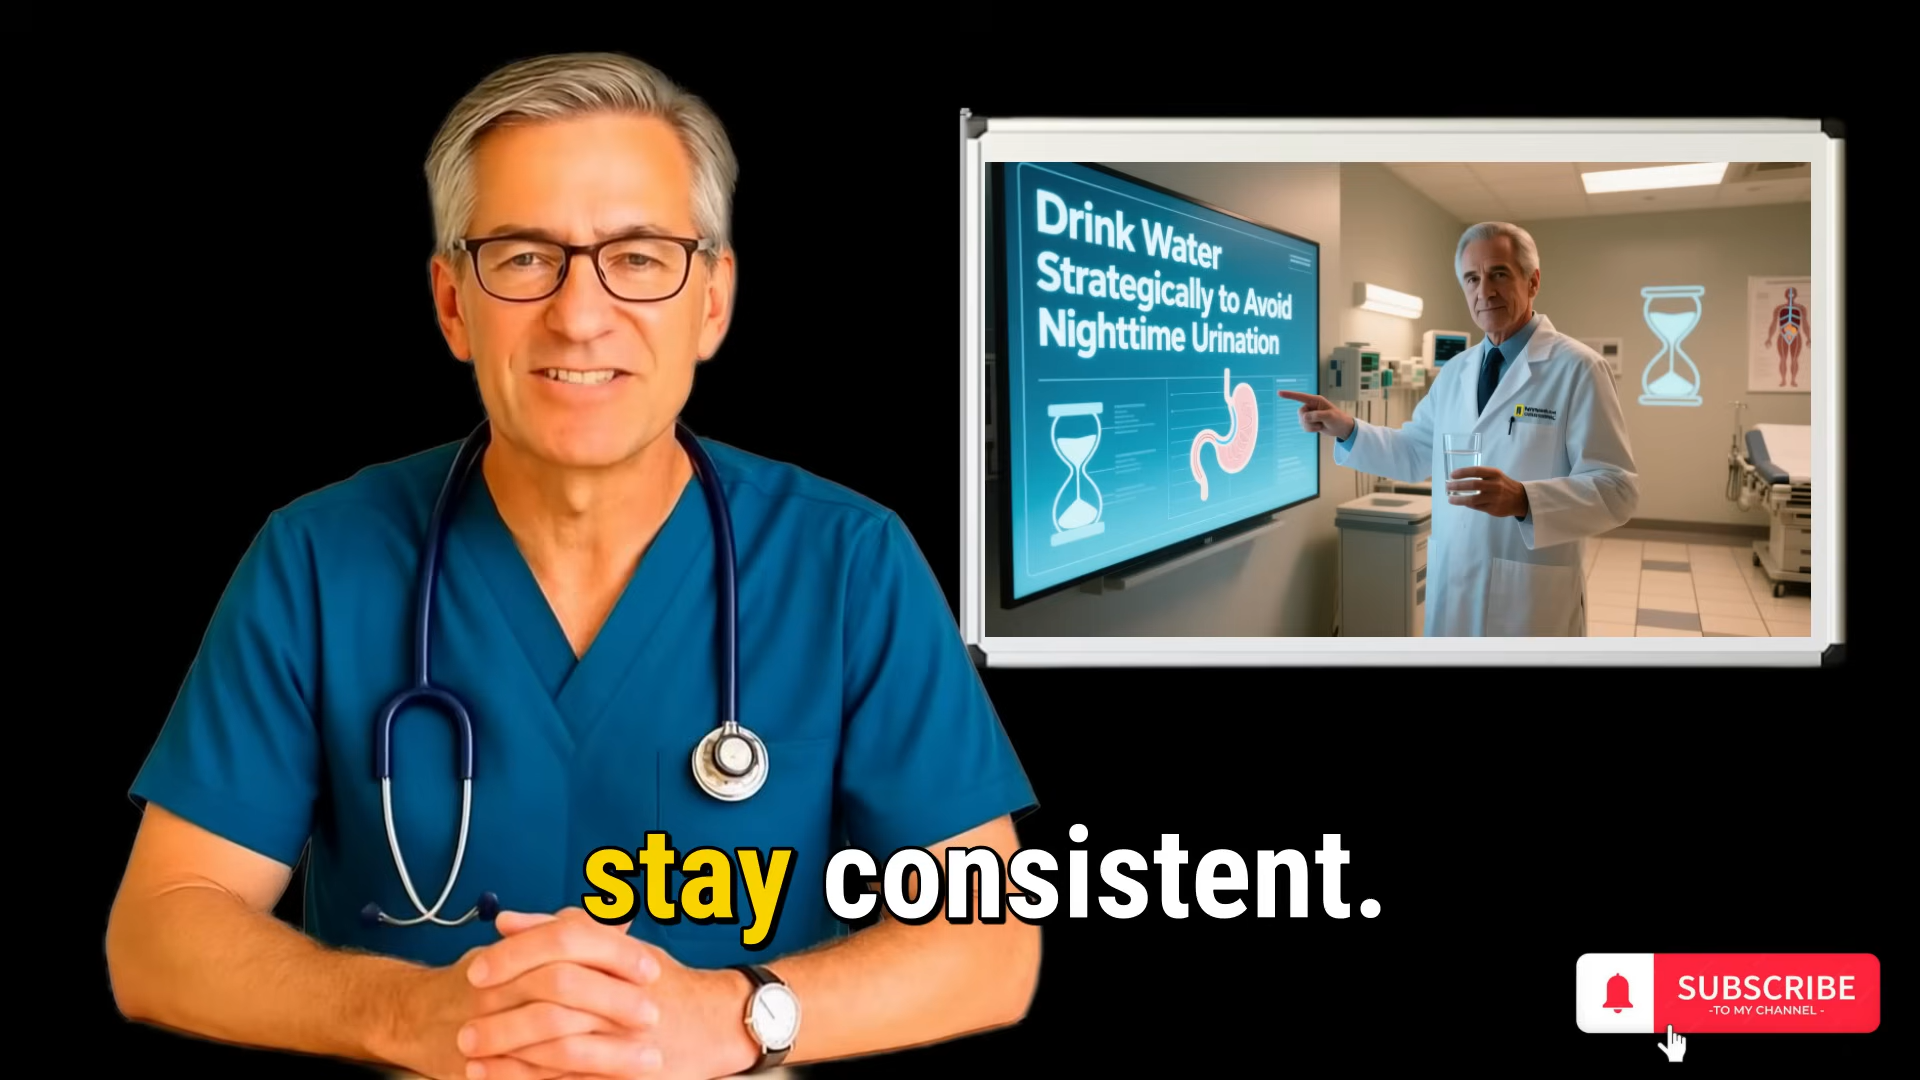 Drink Water
Strategically to Avoid
Nighttime Urination
stay consistent.
SUBSCRIBE
-TO MY CHANNEL -